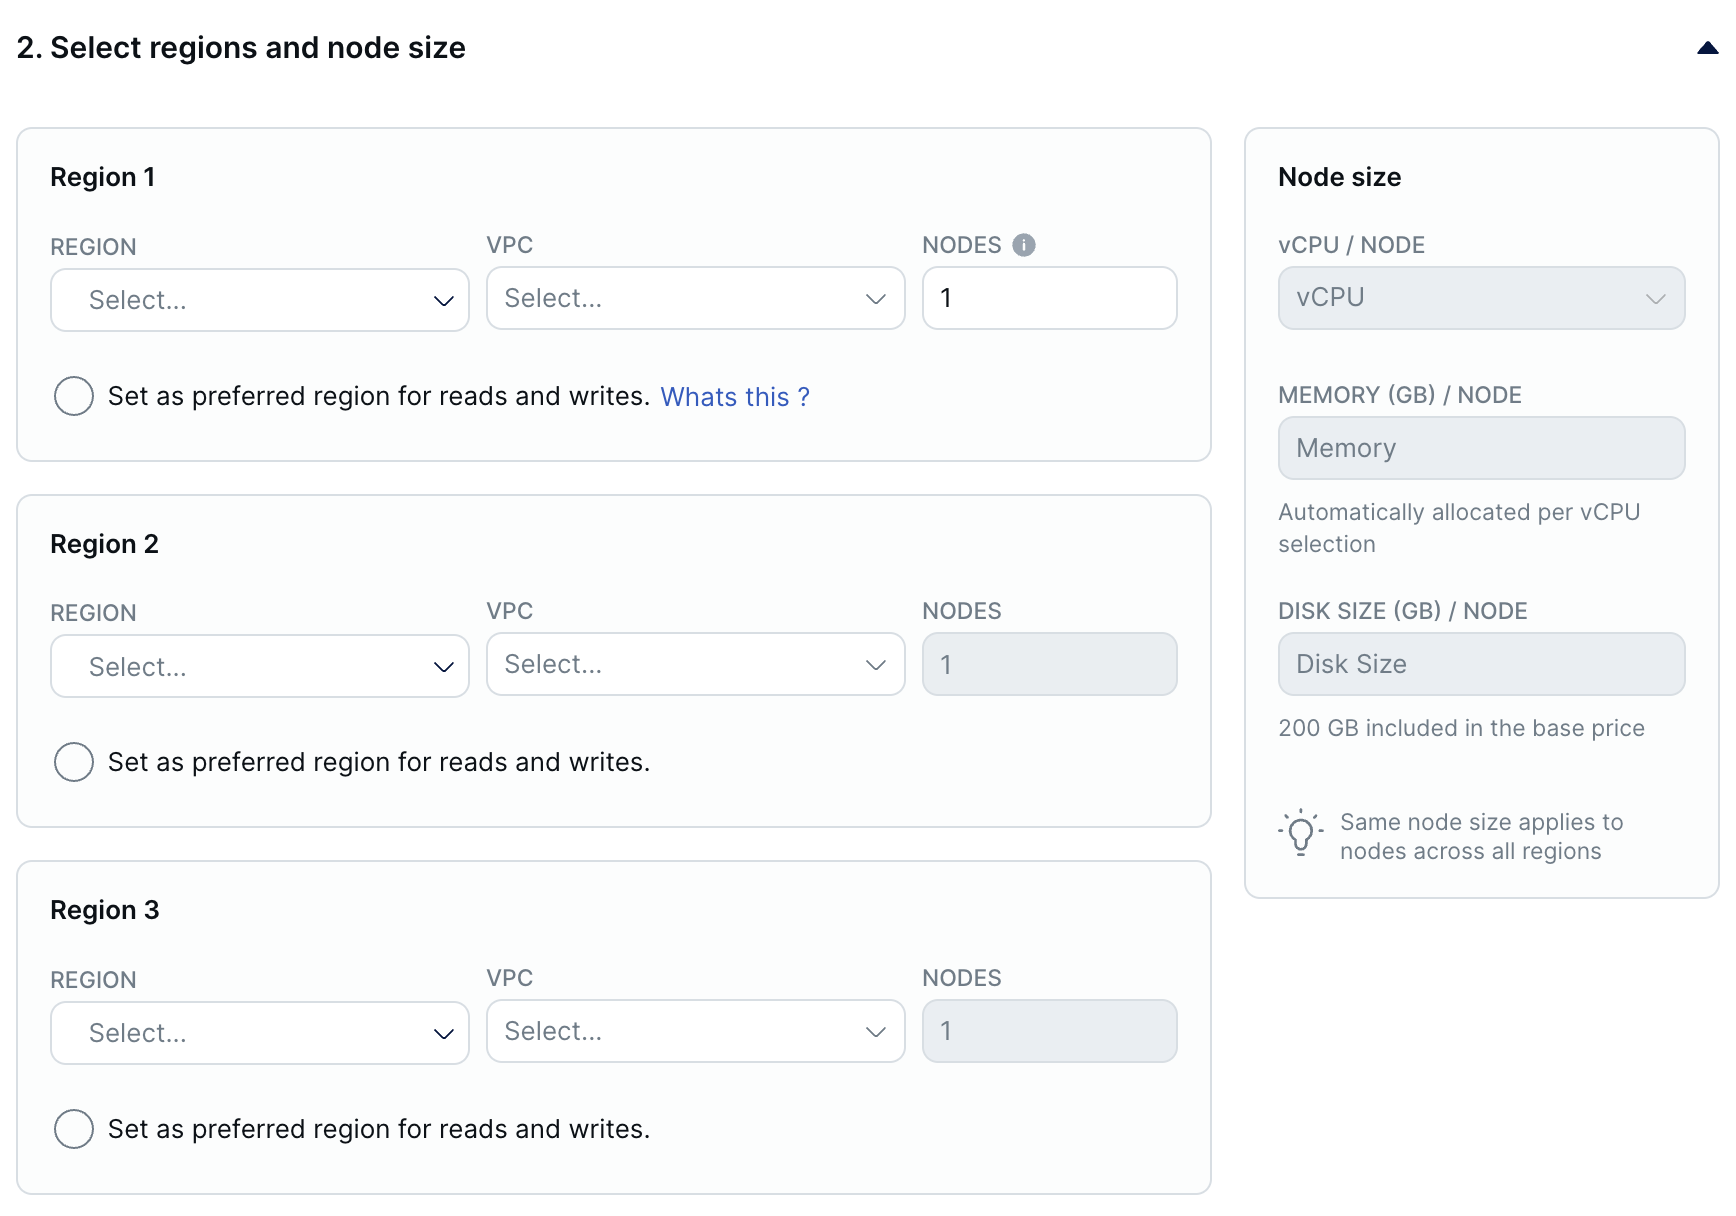 2. Select regions and node size
Region 1
REGION
VPC
NODES
Select...
Select...
1
Set as preferred region for reads and writes. Whats this ?
Region 2
REGION
VPC
NODES
Select...
Select...
1
Set as preferred region for reads and writes.
Region 3
REGION
VPC
NODES
Select...
Select...
1
Set as preferred region for reads and writes.
Node size
vCPU / NODE
vCPU
MEMORY (GB) / NODE
Memory
Automatically allocated per vCPU
selection
DISK SIZE (GB) / NODE
Disk Size
200 GB included in the base price
Same node size applies to
nodes across all regions